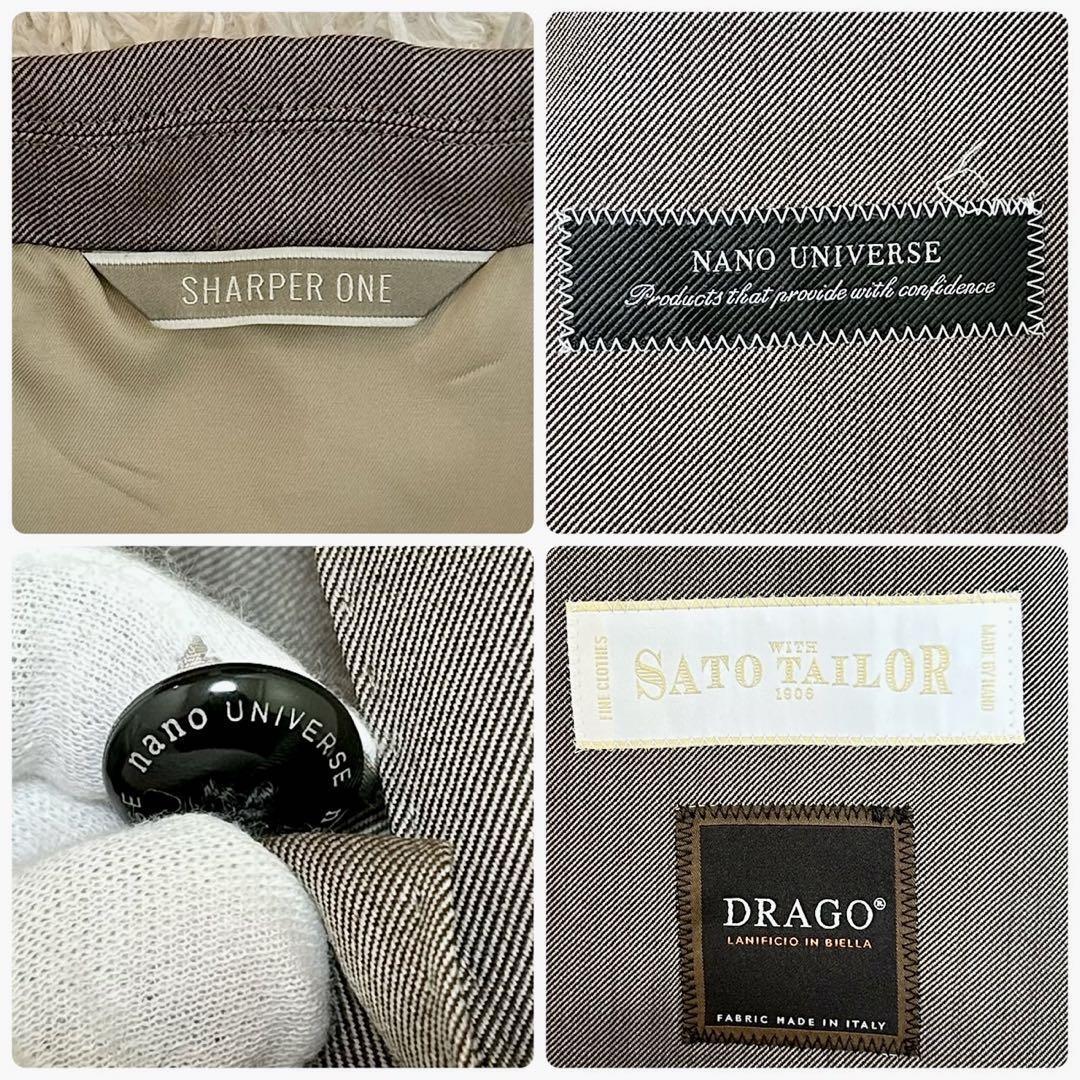 SHARPER ONE
NANO UNIVERSE
Products that provide with confidence
nano UNIVERSE
FINE CLOTHES
WITH
SATO TAILOR
1906
MADE BY HAND
DRAGO®
LANIFICIO IN BIELLA
FABRIC MADE IN ITALY